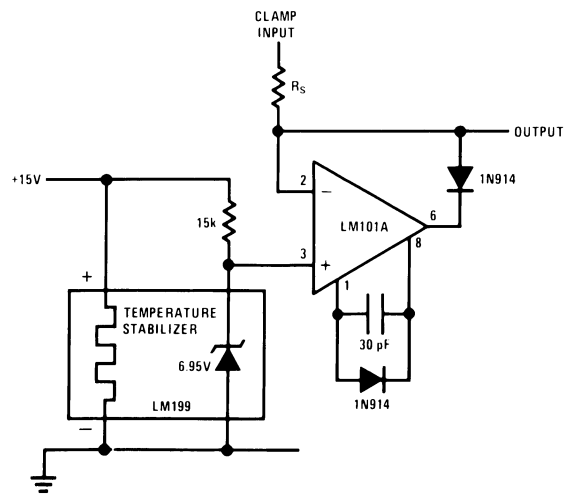 CLAMP
INPUT
RS
OUTPUT
+15V
2
−
1N914
15k
LM101A
6
8
3
+
1
+
TEMPERATURE
STABILIZER
30 pF
6.95V
1N914
LM199
−